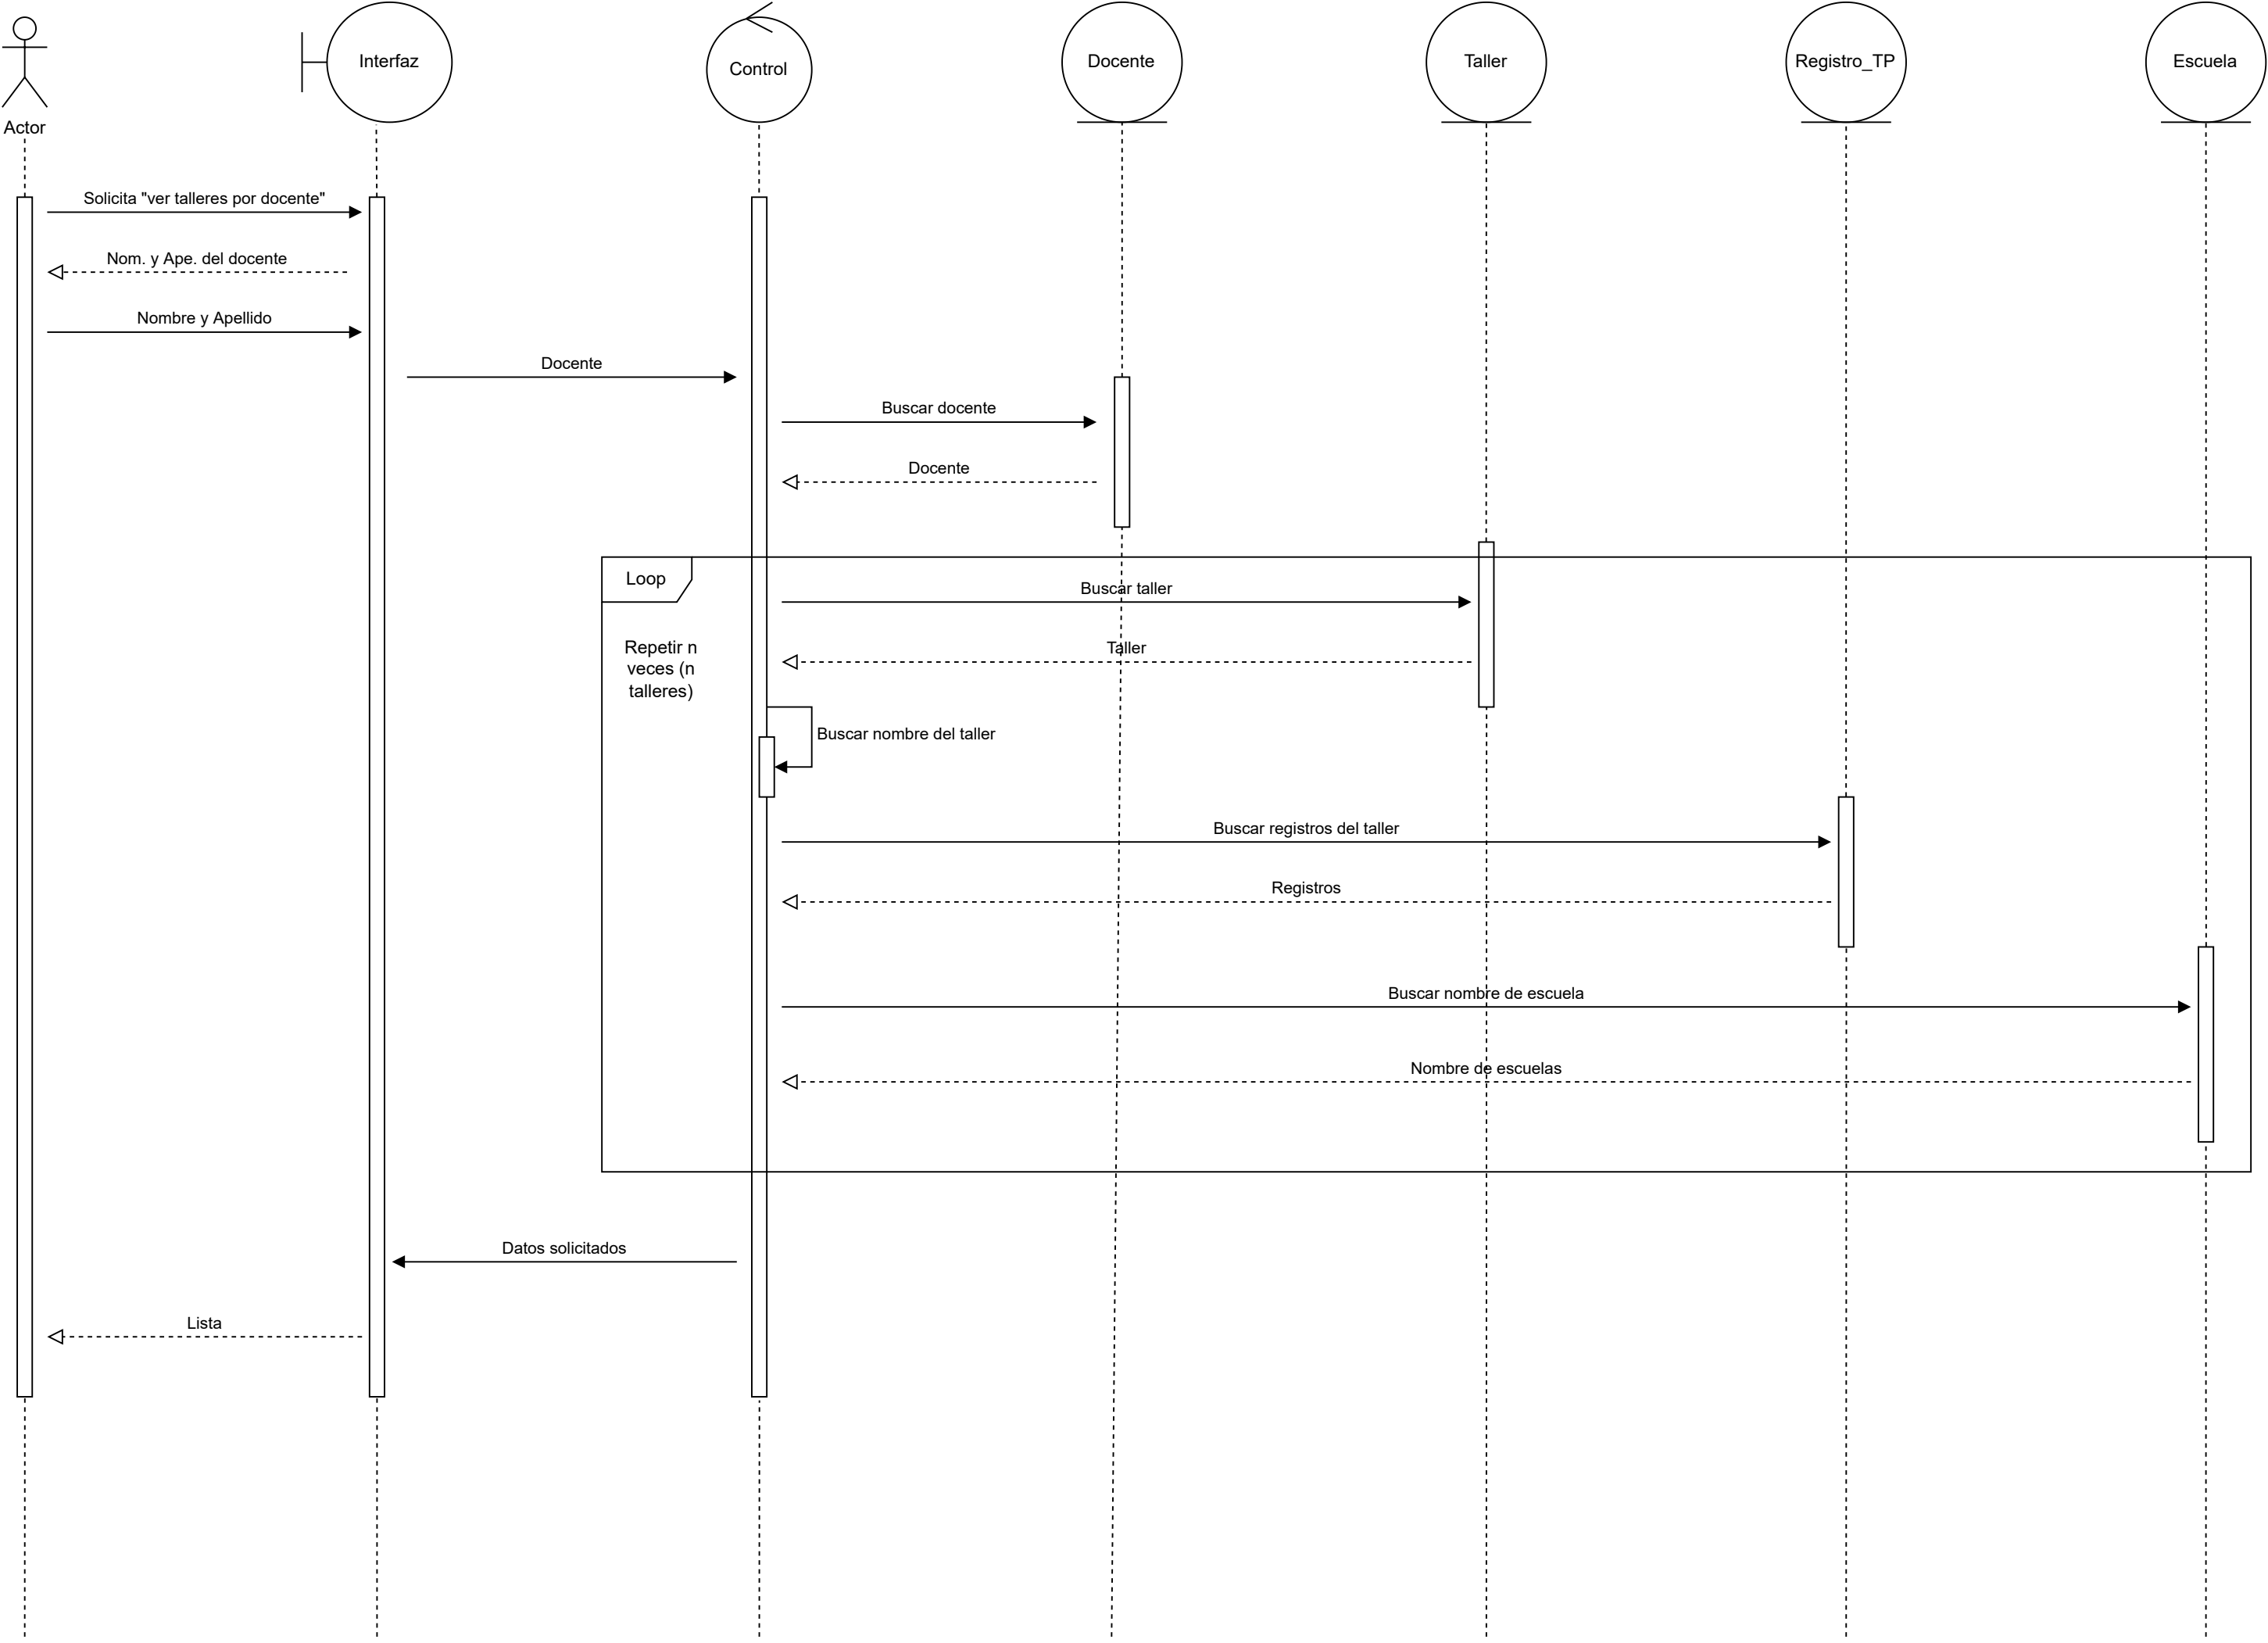 Actor
Interfaz
Control
Docente
Taller
Registro_TP
Escuela
Solicita "ver talleres por docente"
Nom. y Ape. del docente
Nombre y Apellido
Docente
Buscar docente
Docente
Loop
Buscar taller
Repetir n
veces (n
talleres)
Taller
Buscar nombre del taller
Buscar registros del taller
Registros
Buscar nombre de escuela
Nombre de escuelas
Datos solicitados
Lista